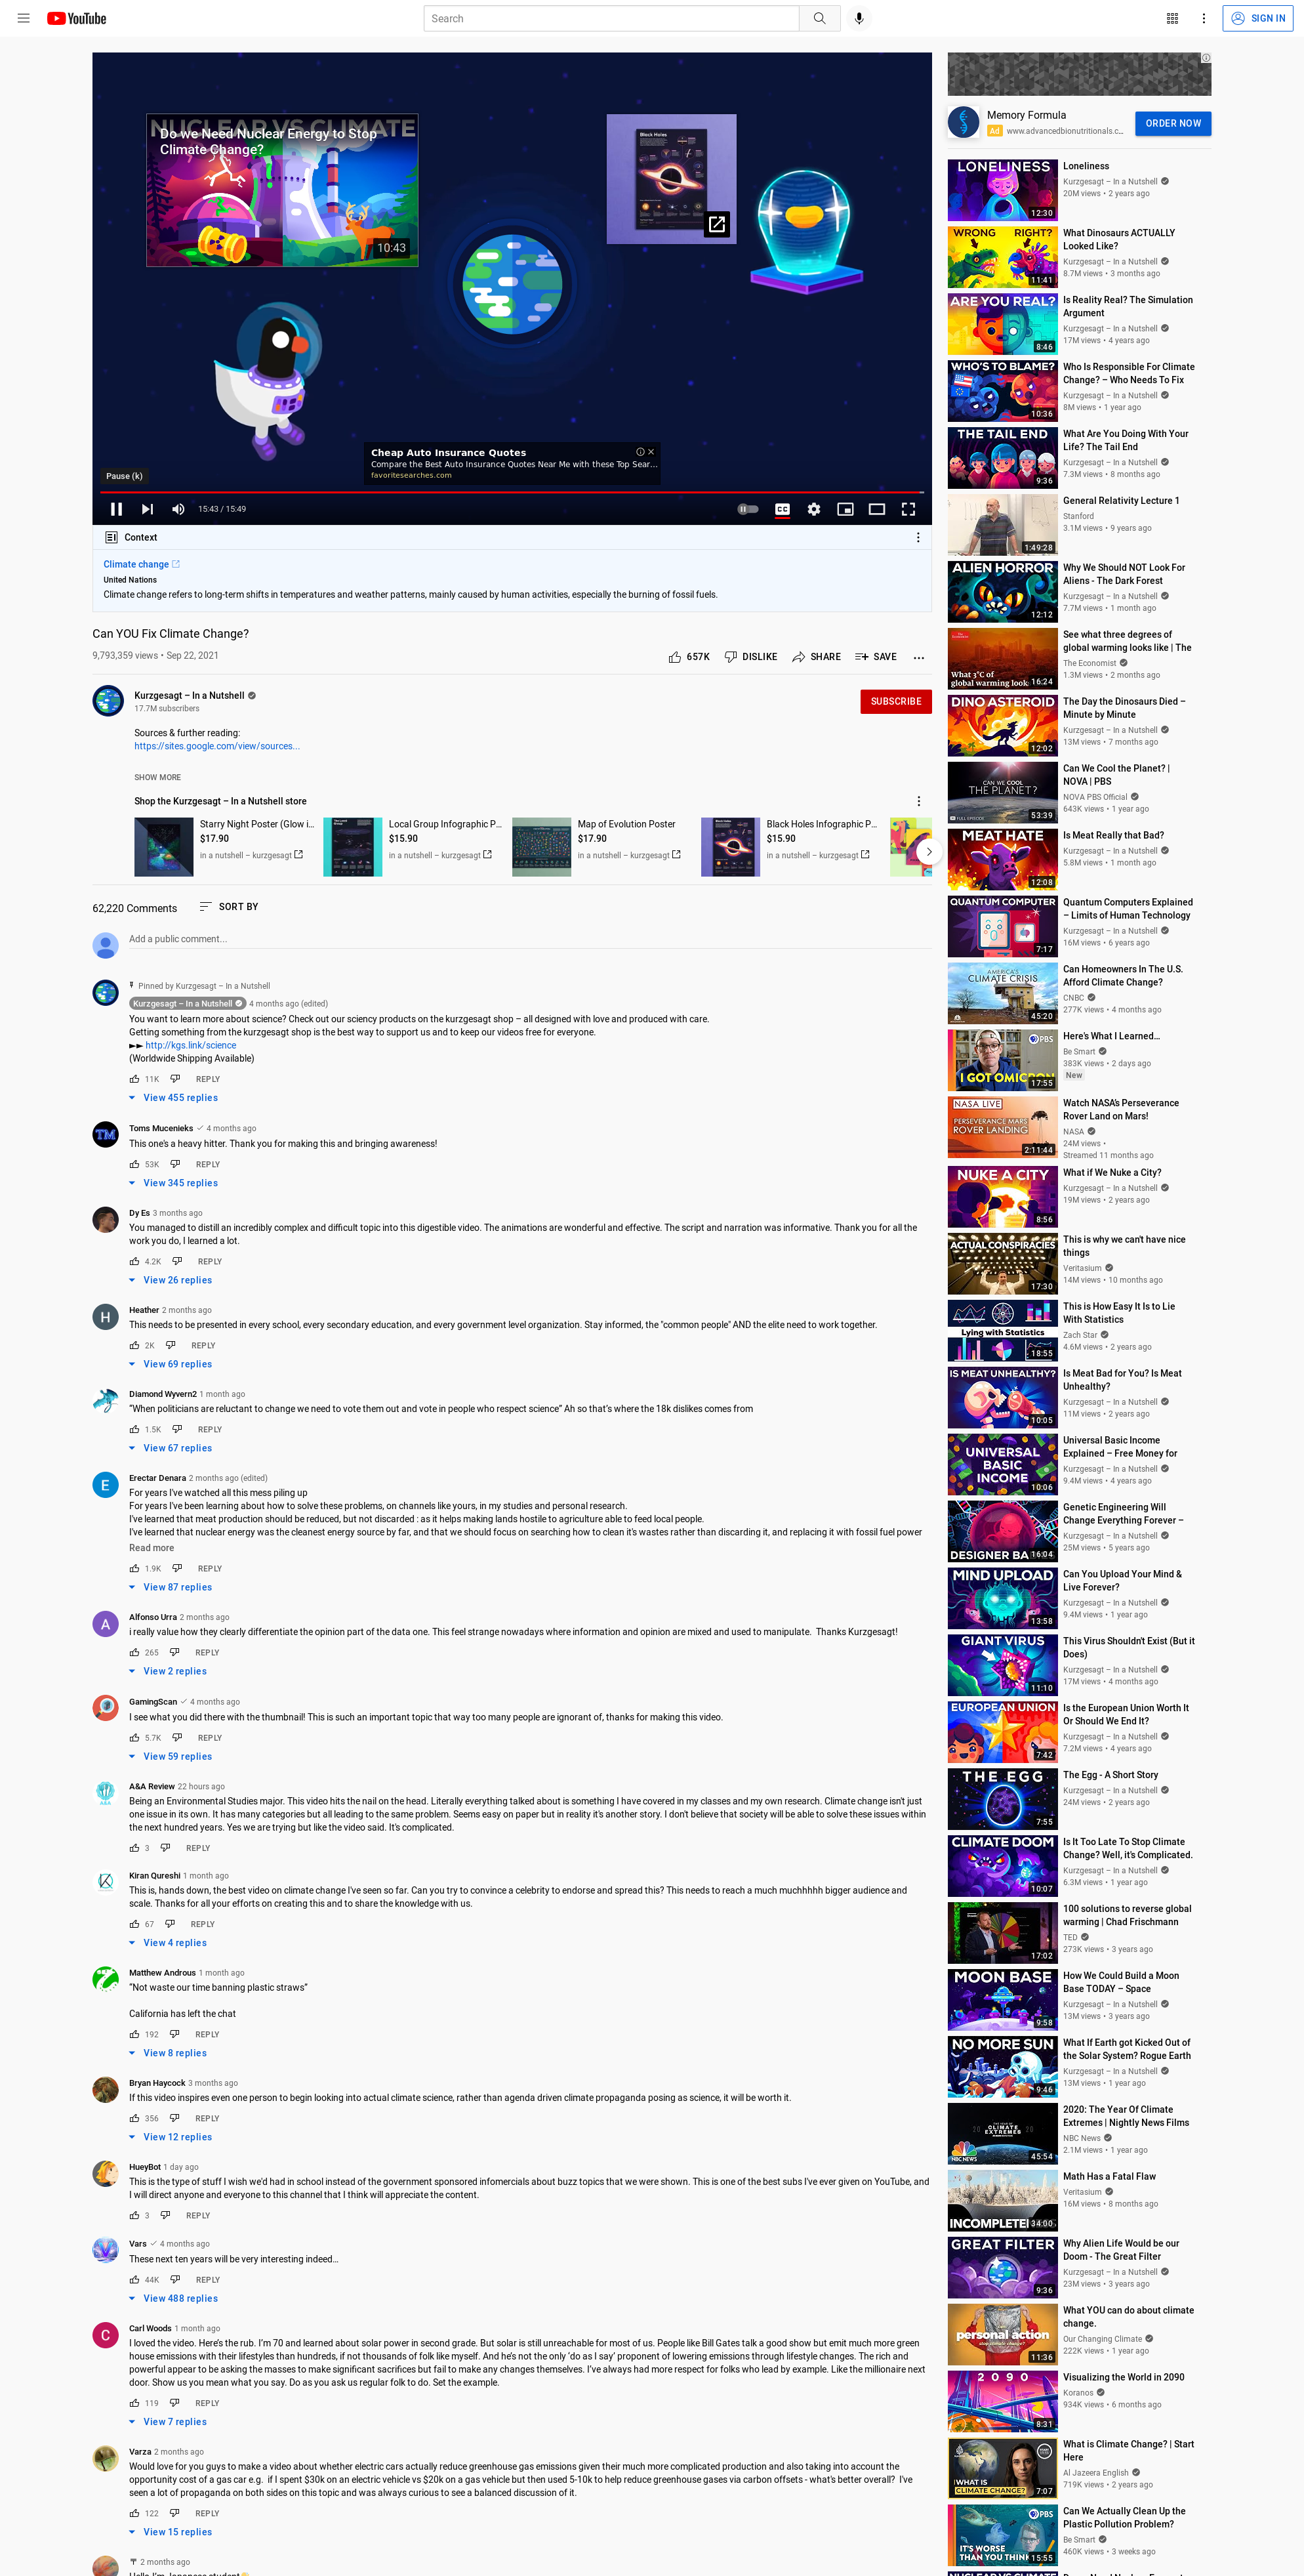 YouTube
Search
SIGN IN
NUCLEAR VS CLIMATE
Do we Need Nuclear Energy to Stop
Climate Change?
10:43
Black Holes
Cheap Auto Insurance Quotes
Compare the Best Auto Insurance Quotes Near Me with these Top Sear...
favoritesearches.com
Pause (k)
15:43 / 15:49
CC
Context
Climate change
United Nations
Climate change refers to long-term shifts in temperatures and weather patterns, mainly caused by human activities, especially the burning of fossil fuels.
Can YOU Fix Climate Change?
9,793,359 views • Sep 22, 2021
657K
DISLIKE
SHARE
SAVE
Kurzgesagt – In a Nutshell
17.7M subscribers
SUBSCRIBE
Sources & further reading:
https://sites.google.com/view/sources...
SHOW MORE
Shop the Kurzgesagt – In a Nutshell store
Starry Night Poster (Glow i...
$17.90
in a nutshell – kurzgesagt
Local Group Infographic P...
$15.90
in a nutshell – kurzgesagt
Map of Evolution Poster
$17.90
in a nutshell – kurzgesagt
Black Holes Infographic P...
$15.90
in a nutshell – kurzgesagt
62,220 Comments
SORT BY
Add a public comment...
Pinned by Kurzgesagt – In a Nutshell
Kurzgesagt – In a Nutshell 4 months ago (edited)
You want to learn more about science? Check out our sciency products on the kurzgesagt shop – all designed with love and produced with care.
Getting something from the kurzgesagt shop is the best way to support us and to keep our videos free for everyone.
►► http://kgs.link/science
(Worldwide Shipping Available)
11K REPLY
View 455 replies
TM
Toms Mucenieks 4 months ago
This one's a heavy hitter. Thank you for making this and bringing awareness!
53K REPLY
View 345 replies
Dy Es 3 months ago
You managed to distill an incredibly complex and difficult topic into this digestible video. The animations are wonderful and effective. The script and narration was informative. Thank you for all the
work you do, I learned a lot.
4.2K REPLY
View 26 replies
H
Heather 2 months ago
This needs to be presented in every school, every secondary education, and every government level organization. Stay informed, the "common people" AND the elite need to work together.
2K REPLY
View 69 replies
Diamond Wyvern2 1 month ago
“When politicians are reluctant to change we need to vote them out and vote in people who respect science” Ah so that’s where the 18k dislikes comes from
1.5K REPLY
View 67 replies
E
Erectar Denara 2 months ago (edited)
For years I've watched all this mess piling up
For years I've been learning about how to solve these problems, on channels like yours, in my studies and personal research.
I've learned that meat production should be reduced, but not discarded : as it helps making lands hostile to agriculture able to feed local people.
I've learned that nuclear energy was the cleanest energy source by far, and that we should focus on searching how to clean it's wastes rather than discarding it, and replacing it with fossil fuel power
Read more
1.9K REPLY
View 87 replies
A
Alfonso Urra 2 months ago
i really value how they clearly differentiate the opinion part of the data one. This feel strange nowadays where information and opinion are mixed and used to manipulate.  Thanks Kurzgesagt!
265 REPLY
View 2 replies
GamingScan 4 months ago
I see what you did there with the thumbnail! This is such an important topic that way too many people are ignorant of, thanks for making this video.
5.7K REPLY
View 59 replies
A&A Review 22 hours ago
Being an Environmental Studies major. This video hits the nail on the head. Literally everything talked about is something I have covered in my classes and my own research. Climate change isn't just
one issue in its own. It has many categories but all leading to the same problem. Seems easy on paper but in reality it's another story. I don't believe that society will be able to solve these issues within
the next hundred years. Yes we are trying but like the video said. It's complicated.
3 REPLY
Kiran Qureshi 1 month ago
This is, hands down, the best video on climate change I've seen so far. Can you try to convince a celebrity to endorse and spread this? This needs to reach a much muchhhhh bigger audience and
scale. Thanks for all your efforts on creating this and to share the knowledge with us.
67 REPLY
View 4 replies
Matthew Androus 1 month ago
“Not waste our time banning plastic straws”
California has left the chat
192 REPLY
View 8 replies
Bryan Haycock 3 months ago
If this video inspires even one person to begin looking into actual climate science, rather than agenda driven climate propaganda posing as science, it will be worth it.
356 REPLY
View 12 replies
HueyBot 1 day ago
This is the type of stuff I wish we'd had in school instead of the government sponsored infomercials about buzz topics that we were shown. This is one of the best subs I've ever given on YouTube, and
I will direct anyone and everyone to this channel that I think will appreciate the content.
3 REPLY
Vars 4 months ago
These next ten years will be very interesting indeed…
44K REPLY
View 488 replies
C
Carl Woods 1 month ago
I loved the video. Here’s the rub. I’m 70 and learned about solar power in second grade. But solar is still unreachable for most of us. People like Bill Gates talk a good show but emit much more green
house emissions with their lifestyles than hundreds, if not thousands of folk like myself. And he’s not the only ‘do as I say’ proponent of lowering emissions through lifestyle changes. The rich and
powerful appear to be asking the masses to make significant sacrifices but fail to make any changes themselves. I’ve always had more respect for folks who lead by example. Like the millionaire next
door. Show us you mean what you say. Do as you ask us regular folk to do. Set the example.
119 REPLY
View 7 replies
Varza 2 months ago
Would love for you guys to make a video about whether electric cars actually reduce greenhouse gas emissions given their much more complicated production and also taking into account the
opportunity cost of a gas car e.g.  if I spent $30k on an electric vehicle vs $20k on a gas vehicle but then used 5-10k to help reduce greenhouse gases via carbon offsets - what's better overall?  I've
seen a lot of propaganda on both sides on this topic and was always curious to see a balanced discussion of it.
122 REPLY
View 15 replies
2 months ago
Memory Formula
Ad www.advancedbionutritionals.c...
ORDER NOW
LONELINESS
12:30
Loneliness
Kurzgesagt – In a Nutshell
20M views • 2 years ago
WRONG RIGHT?
11:41
What Dinosaurs ACTUALLY
Looked Like?
Kurzgesagt – In a Nutshell
8.7M views • 3 months ago
ARE YOU REAL?
8:46
Is Reality Real? The Simulation
Argument
Kurzgesagt – In a Nutshell
17M views • 4 years ago
WHO'S TO BLAME?
10:36
Who Is Responsible For Climate
Change? – Who Needs To Fix
Kurzgesagt – In a Nutshell
8M views • 1 year ago
THE TAIL END
9:36
What Are You Doing With Your
Life? The Tail End
Kurzgesagt – In a Nutshell
7.3M views • 8 months ago
1:49:28
General Relativity Lecture 1
Stanford
3.1M views • 9 years ago
ALIEN HORROR
12:12
Why We Should NOT Look For
Aliens - The Dark Forest
Kurzgesagt – In a Nutshell
7.7M views • 1 month ago
What 3°C of
global warming look
16:24
See what three degrees of
global warming looks like | The
The Economist
1.3M views • 2 months ago
DINO ASTEROID
12:02
The Day the Dinosaurs Died –
Minute by Minute
Kurzgesagt – In a Nutshell
13M views • 7 months ago
CAN WE COOL
THE PLANET?
FULL EPISODE
53:39
Can We Cool the Planet? |
NOVA | PBS
NOVA PBS Official
643K views • 1 year ago
MEAT HATE
12:08
Is Meat Really that Bad?
Kurzgesagt – In a Nutshell
5.8M views • 1 month ago
QUANTUM COMPUTER
7:17
Quantum Computers Explained
– Limits of Human Technology
Kurzgesagt – In a Nutshell
16M views • 6 years ago
AMERICA'S
CLIMATE CRISIS
45:20
Can Homeowners In The U.S.
Afford Climate Change?
CNBC
277K views • 4 months ago
PBS
I GOT OMICRON
17:55
Here's What I Learned...
Be Smart
383K views • 2 days ago
New
NASA LIVE
PERSEVERANCE MARS
ROVER LANDING
2:11:44
Watch NASA's Perseverance
Rover Land on Mars!
NASA
24M views •
Streamed 11 months ago
NUKE A CITY
8:56
What if We Nuke a City?
Kurzgesagt – In a Nutshell
19M views • 2 years ago
ACTUAL CONSPIRACIES
17:30
This is why we can't have nice
things
Veritasium
14M views • 10 months ago
Lying with Statistics
18:55
This is How Easy It Is to Lie
With Statistics
Zach Star
4.6M views • 2 years ago
IS MEAT UNHEALTHY?
10:05
Is Meat Bad for You? Is Meat
Unhealthy?
Kurzgesagt – In a Nutshell
11M views • 2 years ago
UNIVERSAL
BASIC
INCOME
10:06
Universal Basic Income
Explained – Free Money for
Kurzgesagt – In a Nutshell
9.4M views • 4 years ago
DESIGNER BA
16:04
Genetic Engineering Will
Change Everything Forever –
Kurzgesagt – In a Nutshell
25M views • 5 years ago
MIND UPLOAD
13:58
Can You Upload Your Mind &
Live Forever?
Kurzgesagt – In a Nutshell
9.4M views • 1 year ago
GIANT VIRUS
11:10
This Virus Shouldn't Exist (But it
Does)
Kurzgesagt – In a Nutshell
17M views • 4 months ago
EUROPEAN UNION
7:42
Is the European Union Worth It
Or Should We End It?
Kurzgesagt – In a Nutshell
7.2M views • 4 years ago
THE EGG
7:55
The Egg - A Short Story
Kurzgesagt – In a Nutshell
24M views • 2 years ago
CLIMATE DOOM
10:07
Is It Too Late To Stop Climate
Change? Well, it's Complicated.
Kurzgesagt – In a Nutshell
6.3M views • 1 year ago
17:02
100 solutions to reverse global
warming | Chad Frischmann
TED
273K views • 3 years ago
MOON BASE
9:58
How We Could Build a Moon
Base TODAY – Space
Kurzgesagt – In a Nutshell
13M views • 3 years ago
NO MORE SUN
9:46
What If Earth got Kicked Out of
the Solar System? Rogue Earth
Kurzgesagt – In a Nutshell
13M views • 1 year ago
20 CLIMATE EXTREMES 20
NBC NEWS
45:54
2020: The Year Of Climate
Extremes | Nightly News Films
NBC News
2.1M views • 1 year ago
INCOMPLETE
34:00
Math Has a Fatal Flaw
Veritasium
16M views • 8 months ago
GREAT FILTER
9:36
Why Alien Life Would be our
Doom - The Great Filter
Kurzgesagt – In a Nutshell
23M views • 3 years ago
personal action
11:36
What YOU can do about climate
change.
Our Changing Climate
222K views • 1 year ago
2090
8:31
Visualizing the World in 2090
Koranos
934K views • 6 months ago
WHAT IS
CLIMATE CHANGE?
7:07
What is Climate Change? | Start
Here
Al Jazeera English
719K views • 2 years ago
PBS
IT'S WORSE
THAN YOU THINK
15:55
Can We Actually Clean Up the
Plastic Pollution Problem?
Be Smart
460K views • 3 weeks ago